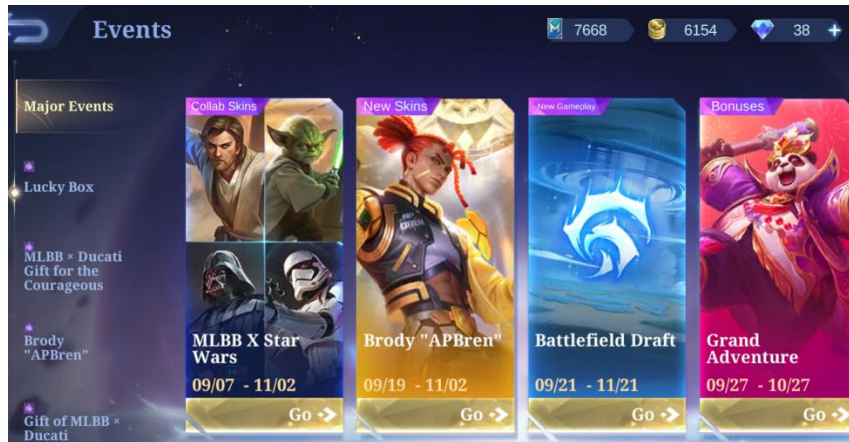 Events
7668
6154
38
Major Events
Lucky Box
MLBB × Ducati
Gift for the
Courageous
Brody
"APBren"
Gift of MLBB ×
Ducati
Collab Skins
MLBB X Star
Wars
09/07 - 11/02
Go
New Skins
Brody "APBren"
09/19 - 11/02
Go
New Gameplay
Battlefield Draft
09/21 - 11/21
Go
Bonuses
Grand
Adventure
09/27 - 10/27
Go